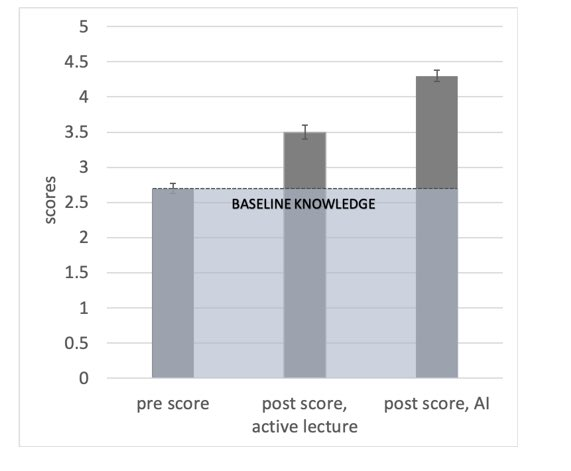 5
4.5
4
3.5
3
2.5
2
1.5
1
0.5
0
scores
BASELINE KNOWLEDGE
pre score
post score,
active lecture
post score, AI